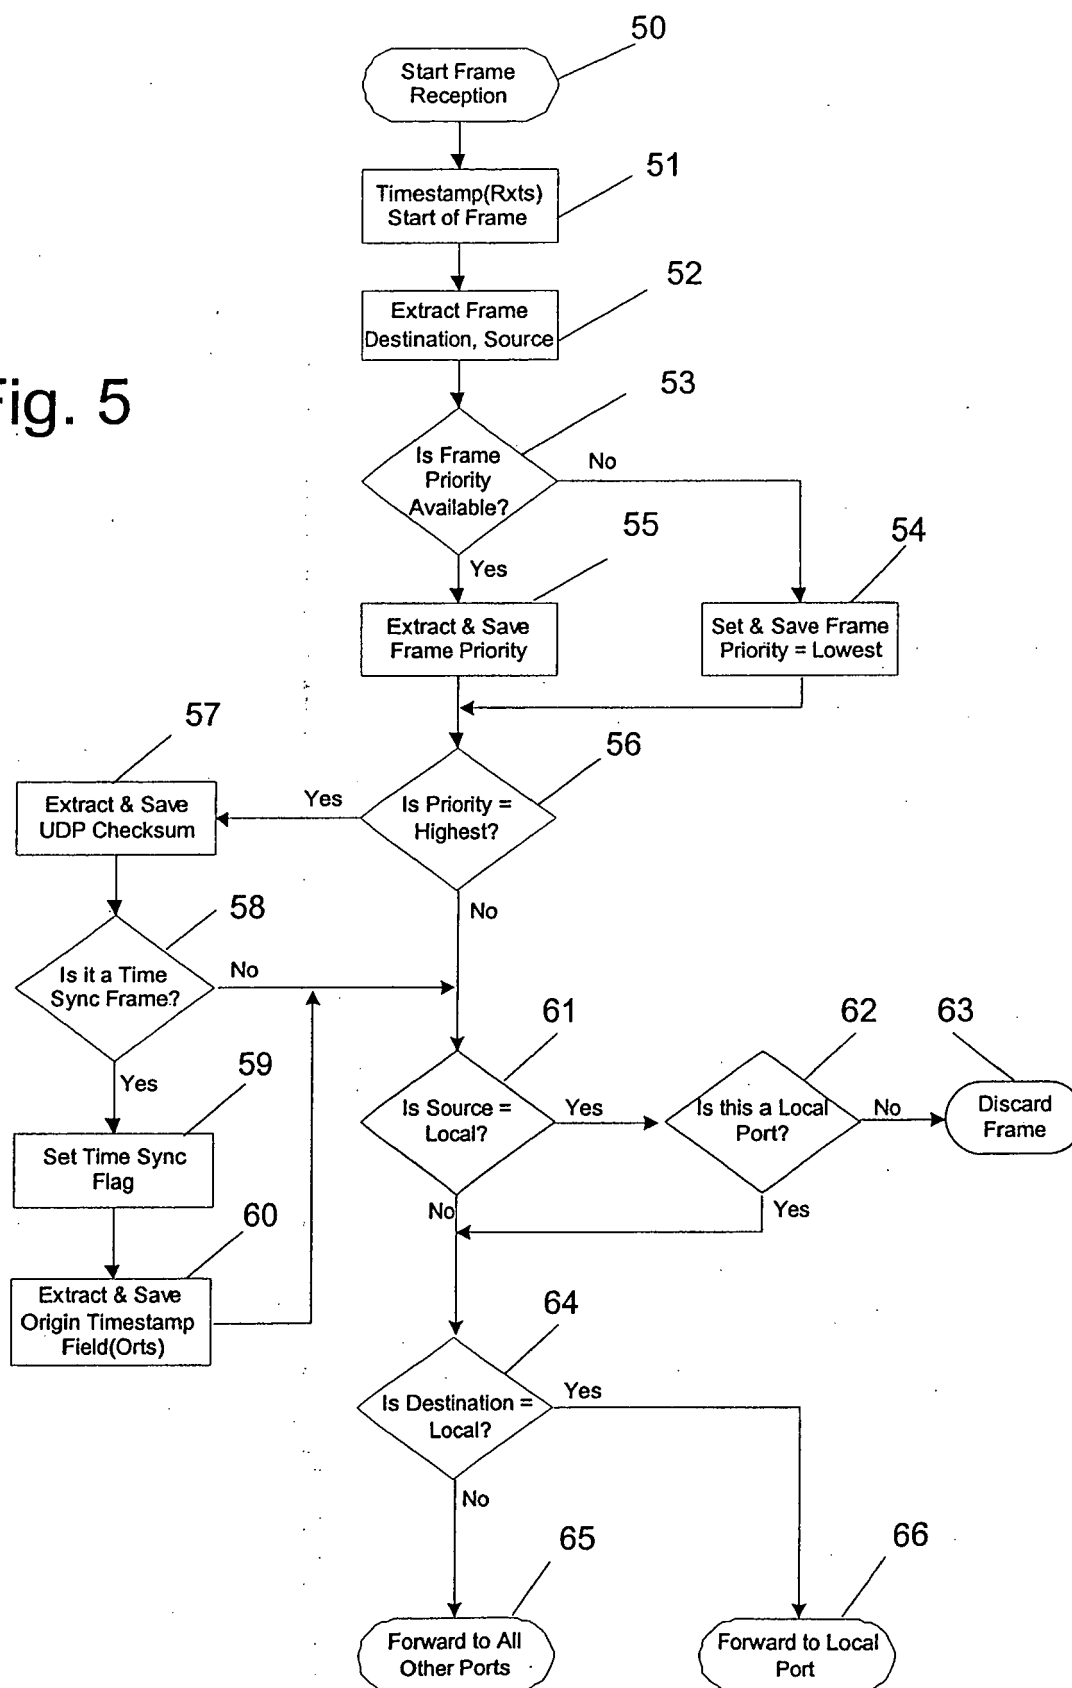 50
Start Frame
Reception
51
Timestamp(Rxts)
Start of Frame
52
Extract Frame
Destination, Source
Fig. 5
53
Is Frame
Priority
Available?
No
Yes
55
54
Extract & Save
Frame Priority
Set & Save Frame
Priority = Lowest
57
56
Extract & Save
UDP Checksum
Yes
Is Priority =
Highest?
No
58
Is it a Time
Sync Frame?
No
Yes
59
Set Time Sync
Flag
60
Extract & Save
Origin Timestamp
Field(Orts)
61
62
63
Is Source =
Local?
Yes
Is this a Local
Port?
No
Discard
Frame
No
Yes
64
Is Destination =
Local?
Yes
No
65
66
Forward to All
Other Ports
Forward to Local
Port